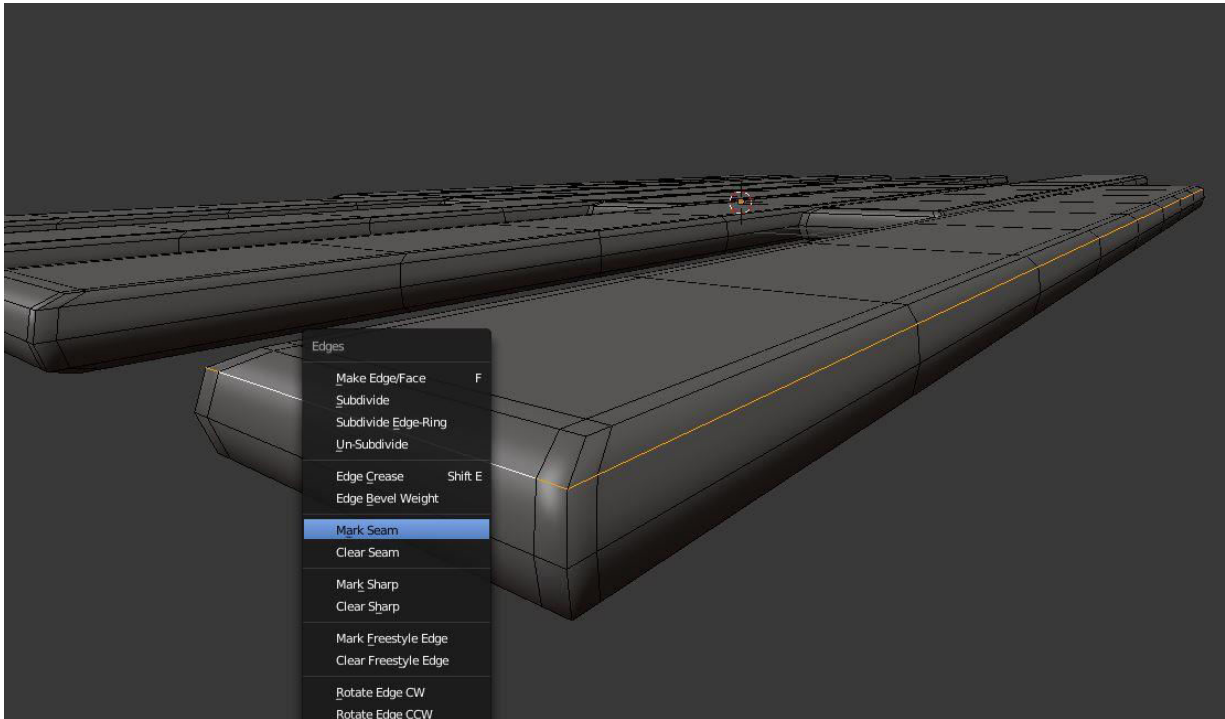 Edges
Make Edge/Face F
Subdivide
Subdivide Edge-Ring
Un-Subdivide
Edge Crease Shift E
Edge Bevel Weight
Mark Seam
Clear Seam
Mark Sharp
Clear Sharp
Mark Freestyle Edge
Clear Freestyle Edge
Rotate Edge CW
Rotate Edge CCW